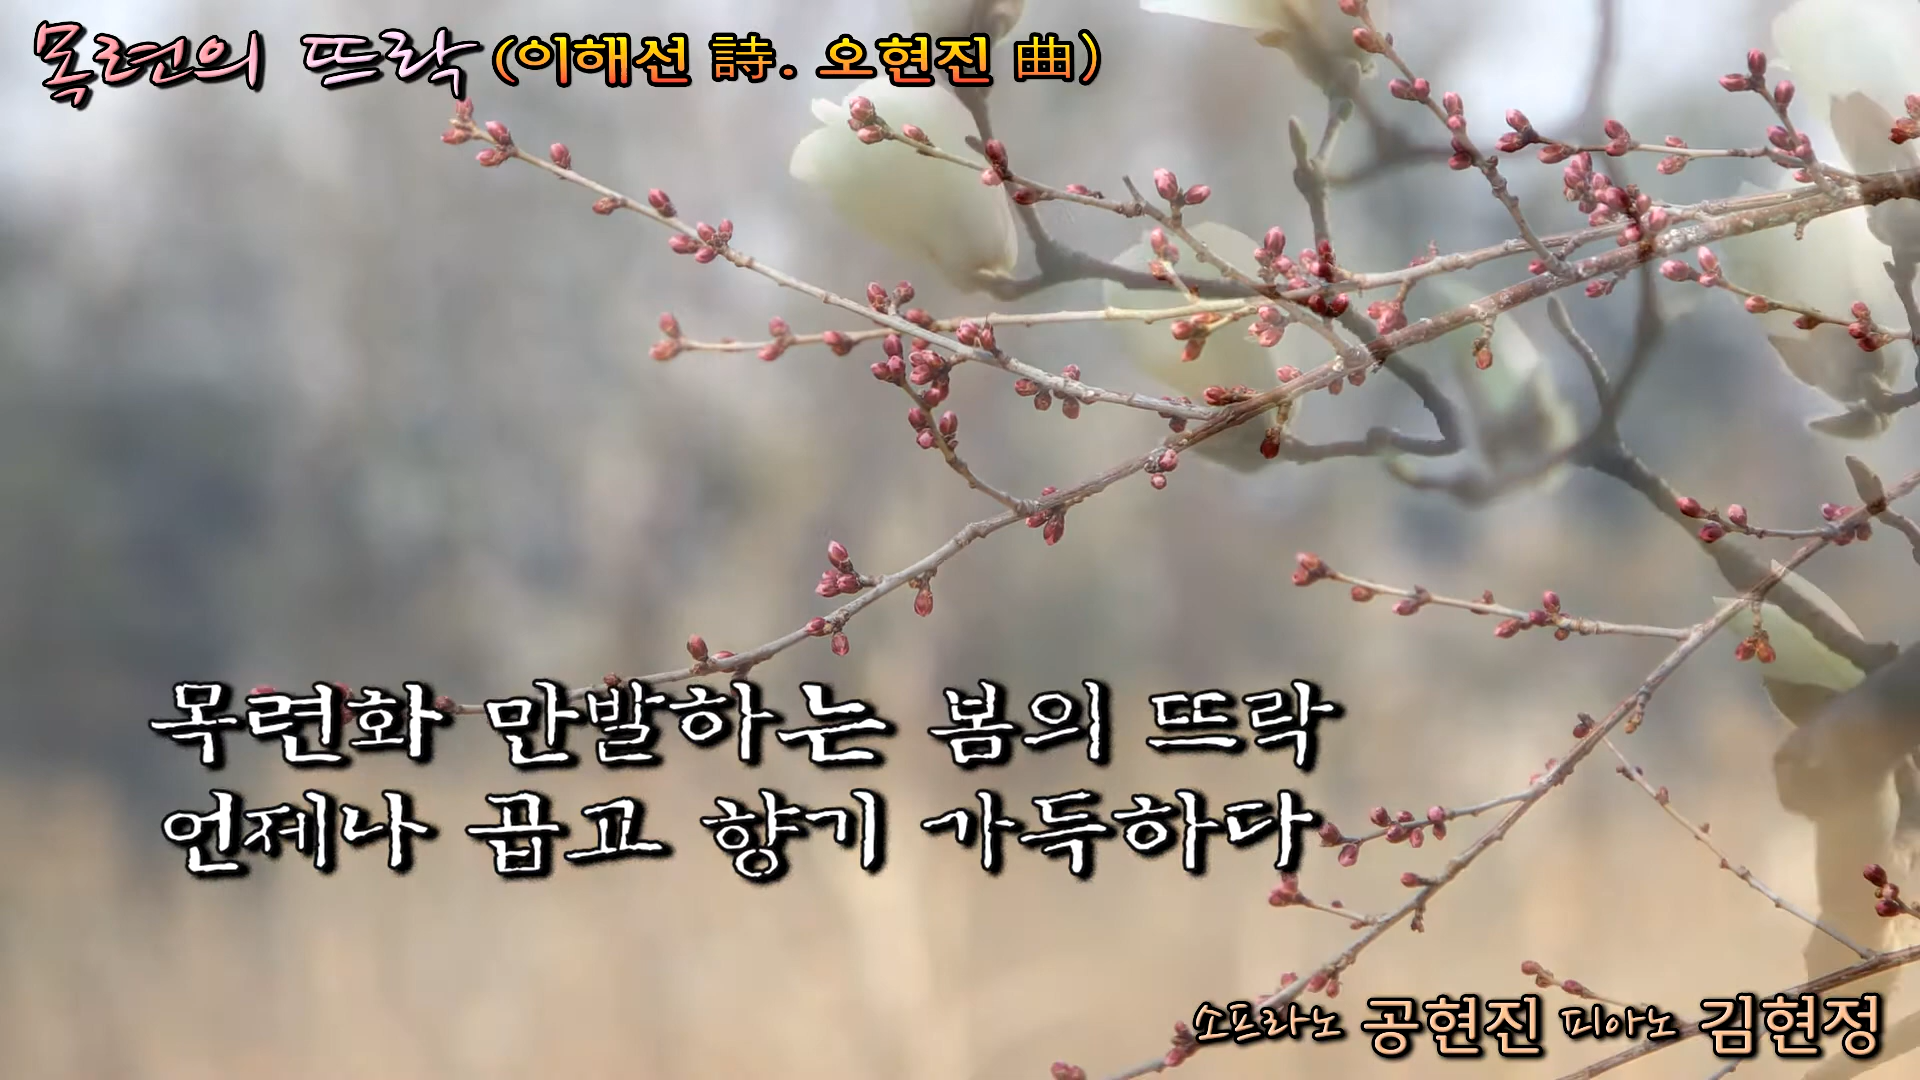 목련의 뜨락 (이해선 詩. 오현진 曲)
목련화 만발하는 봄의 뜨락
언제나 곱고 향기 가득하다
소프라노 공현진 피아노 김현정